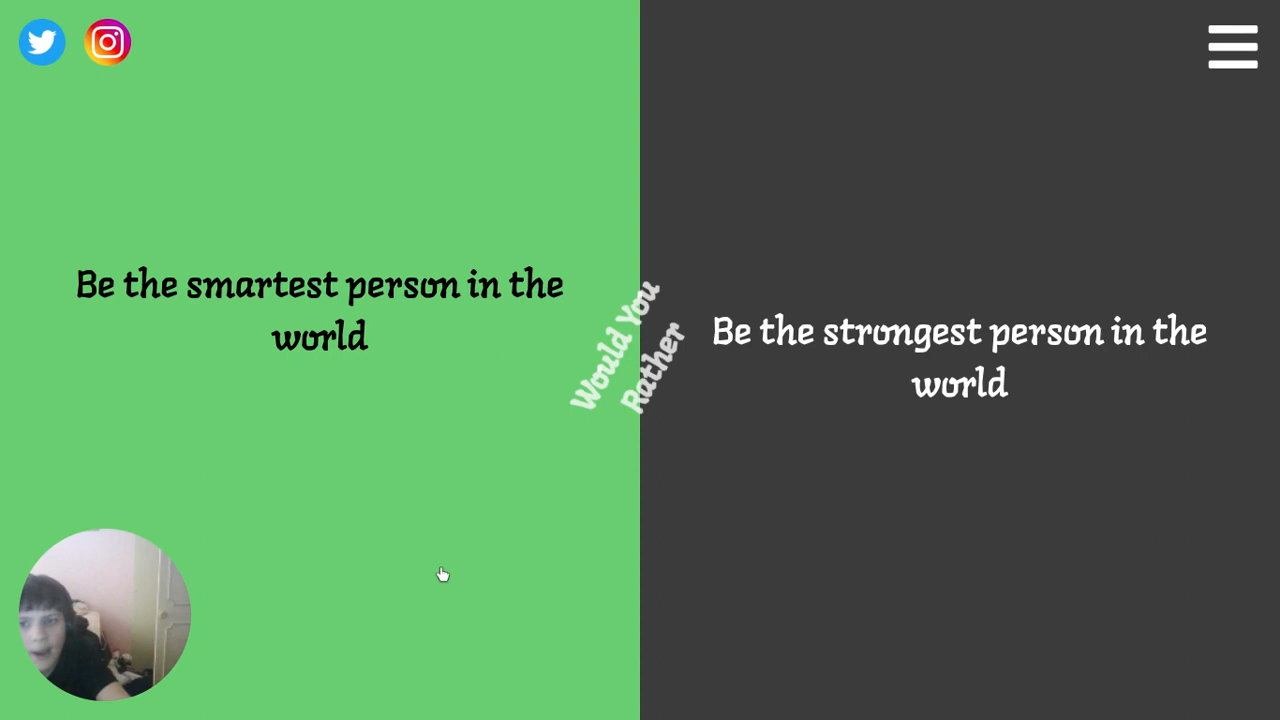 Be the smartest person in the
world
Would You
Rather
Be the strongest person in the
world